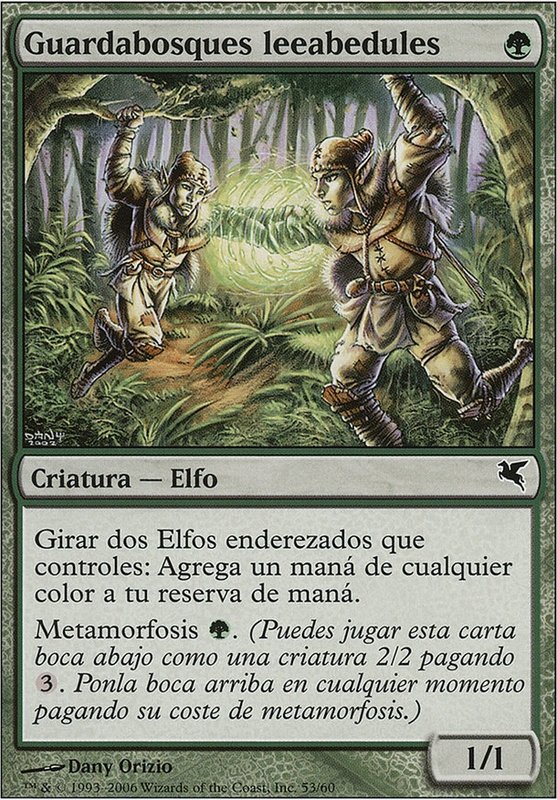 Guardabosques leeabedules
DANY
2002
Criatura — Elfo
Girar dos Elfos enderezados que
controles: Agrega un maná de cualquier
color a tu reserva de maná.
Metamorfosis. (Puedes jugar esta carta
boca abajo como una criatura 2/2 pagando
3. Ponla boca arriba en cualquier momento
pagando su coste de metamorfosis.)
1/1
Dany Orizio
™ & © 1993-2006 Wizards of the Coast, Inc. 53/60